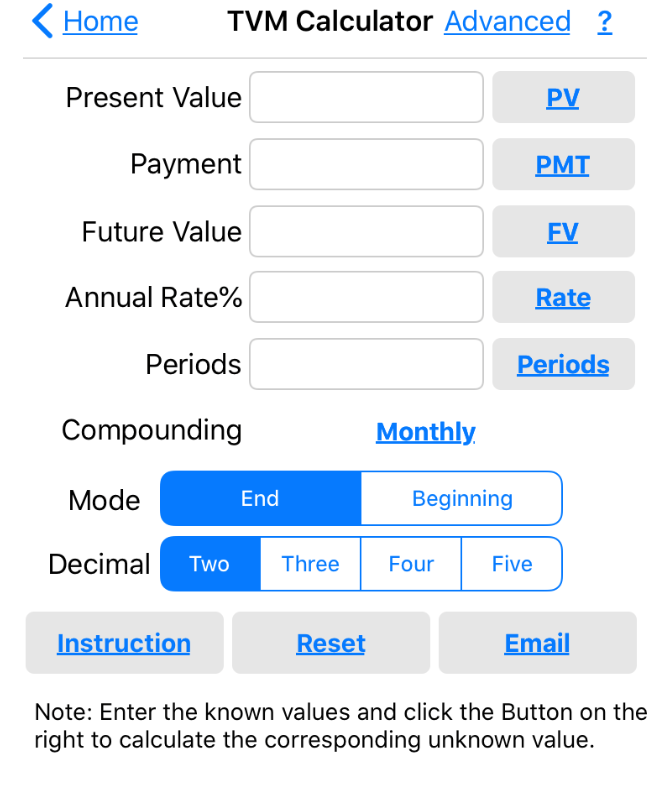 Home TVM Calculator Advanced ?
Present Value PV
Payment PMT
Future Value FV
Annual Rate% Rate
Periods Periods
Compounding Monthly
Mode End Beginning
Decimal Two Three Four Five
Instruction Reset Email
Note: Enter the known values and click the Button on the
right to calculate the corresponding unknown value.